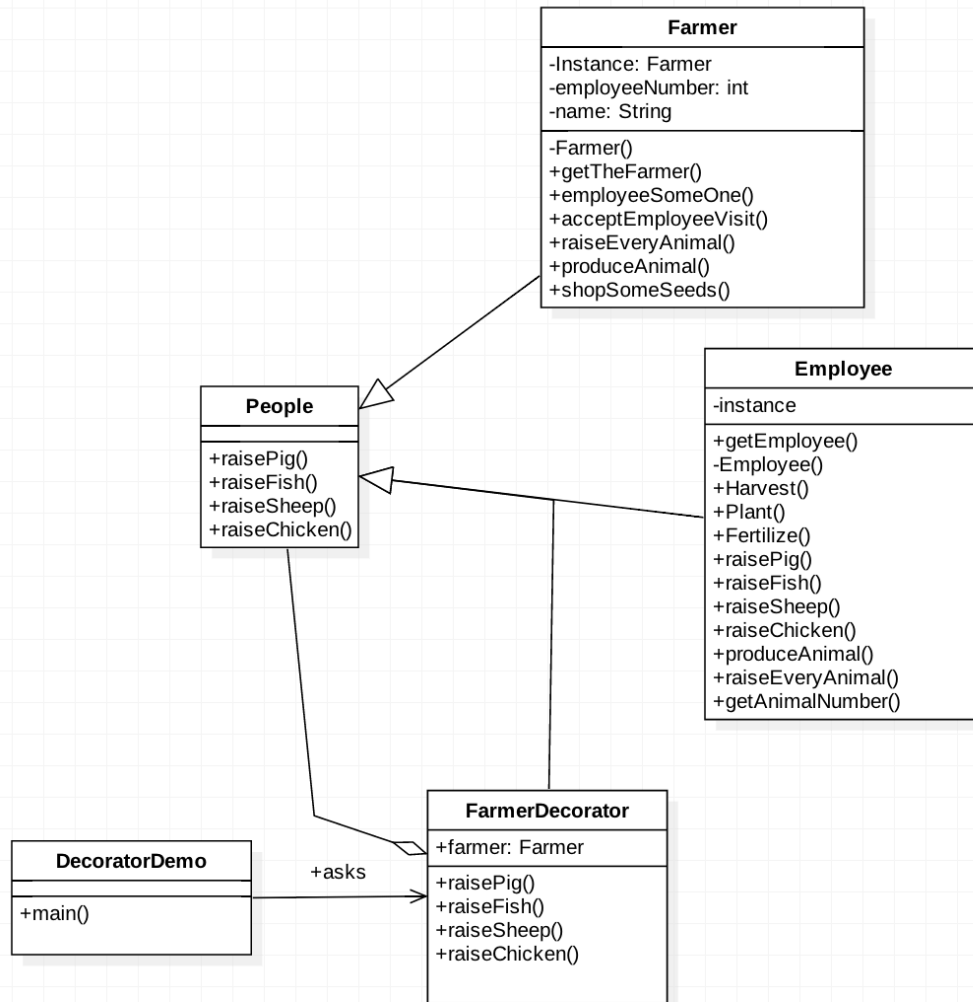 Farmer
-Instance: Farmer
-employeeNumber: int
-name: String
-Farmer()
+getTheFarmer()
+employeeSomeOne()
+acceptEmployeeVisit()
+raiseEveryAnimal()
+produceAnimal()
+shopSomeSeeds()
People
+raisePig()
+raiseFish()
+raiseSheep()
+raiseChicken()
Employee
-instance
+getEmployee()
-Employee()
+Harvest()
+Plant()
+Fertilize()
+raisePig()
+raiseFish()
+raiseSheep()
+raiseChicken()
+produceAnimal()
+raiseEveryAnimal()
+getAnimalNumber()
DecoratorDemo
+main()
+asks
FarmerDecorator
+farmer: Farmer
+raisePig()
+raiseFish()
+raiseSheep()
+raiseChicken()